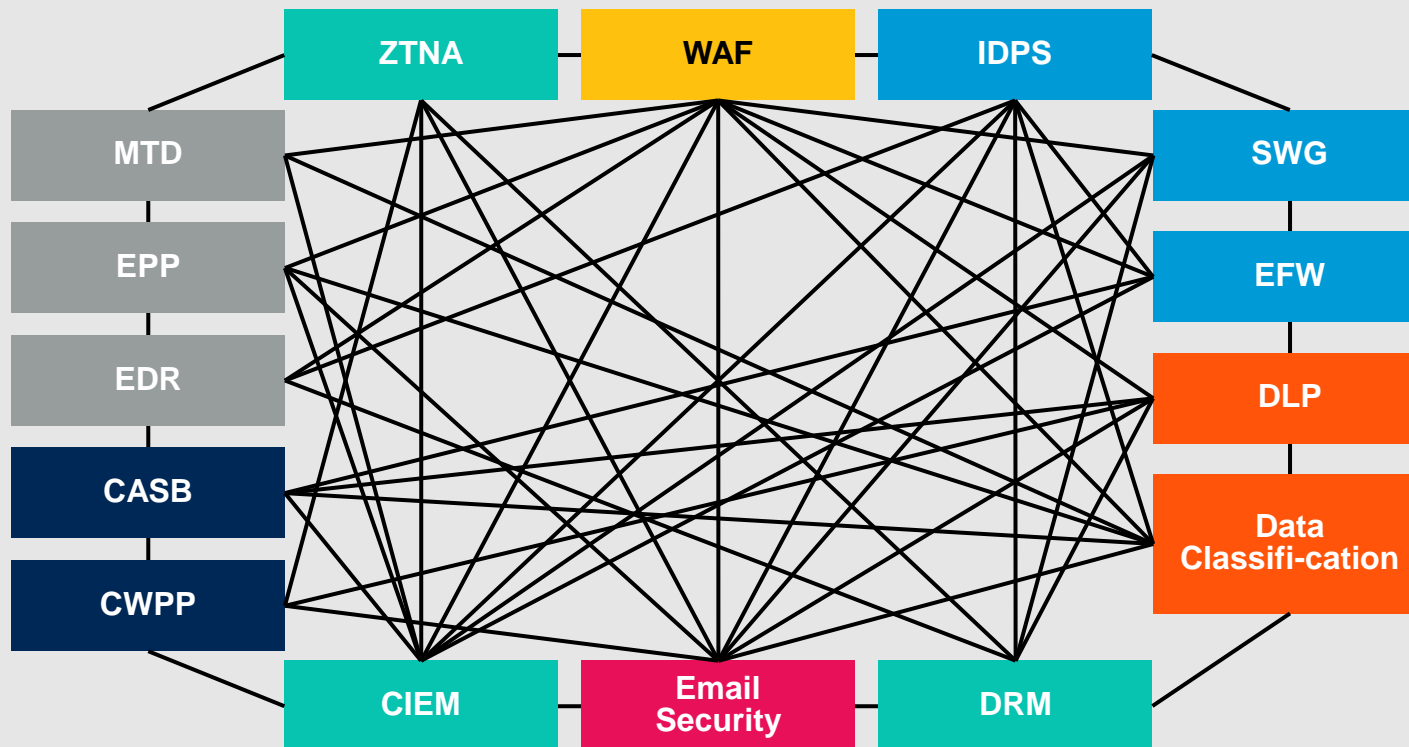 ZTNA
WAF
IDPS
MTD
SWG
EPP
EFW
EDR
DLP
CASB
Data
Classifi-cation
CWPP
CIEM
Email
Security
DRM